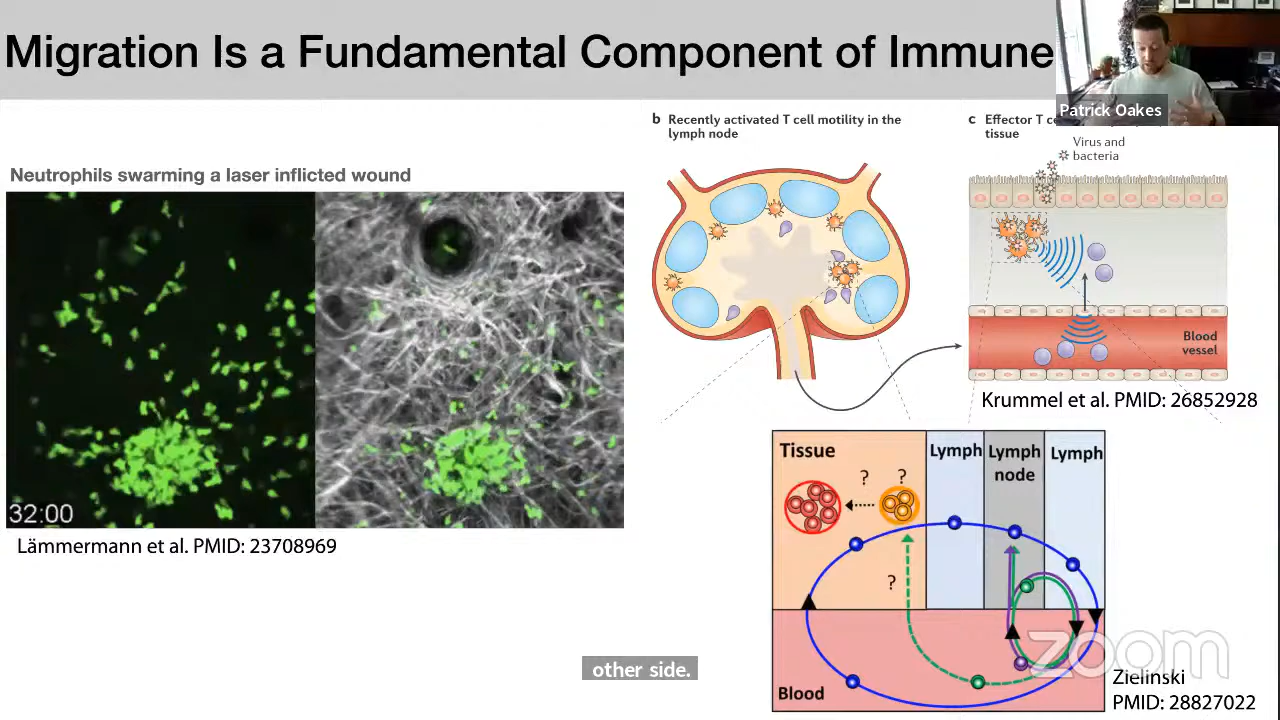 Migration Is a Fundamental Component of Immune
Patrick Oakes
Neutrophils swarming a laser inflicted wound
32:00
Lämmermann et al. PMID: 23708969
b Recently activated T cell motility in the
lymph node
c Effector T
tissue
Virus and
bacteria
Blood
vessel
Krummel et al. PMID: 26852928
Tissue
Lymph
Lymph
node
Lymph
?
?
?
Blood
zoom
Zielinski
PMID: 28827022
other side.